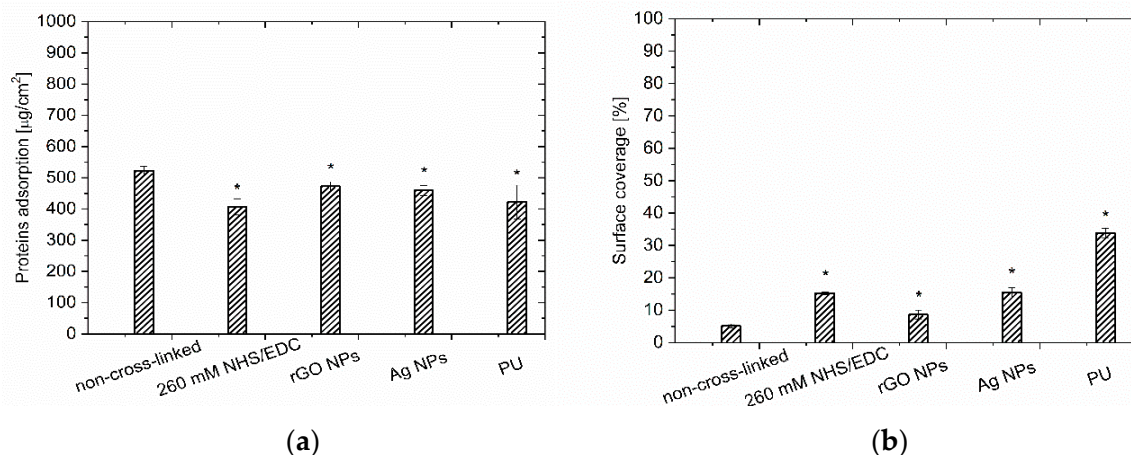 1000
900
800
700
600
500
400
300
200
100
0
Proteins adsorption [µg/cm²]
* * * *
non-cross-linked
260 mM NHS/EDC
rGO NPs
Ag NPs
PU
(a)
100
90
80
70
60
50
40
30
20
10
0
Surface coverage [%]
* * * *
non-cross-linked
260 mM NHS/EDC
rGO NPs
Ag NPs
PU
(b)